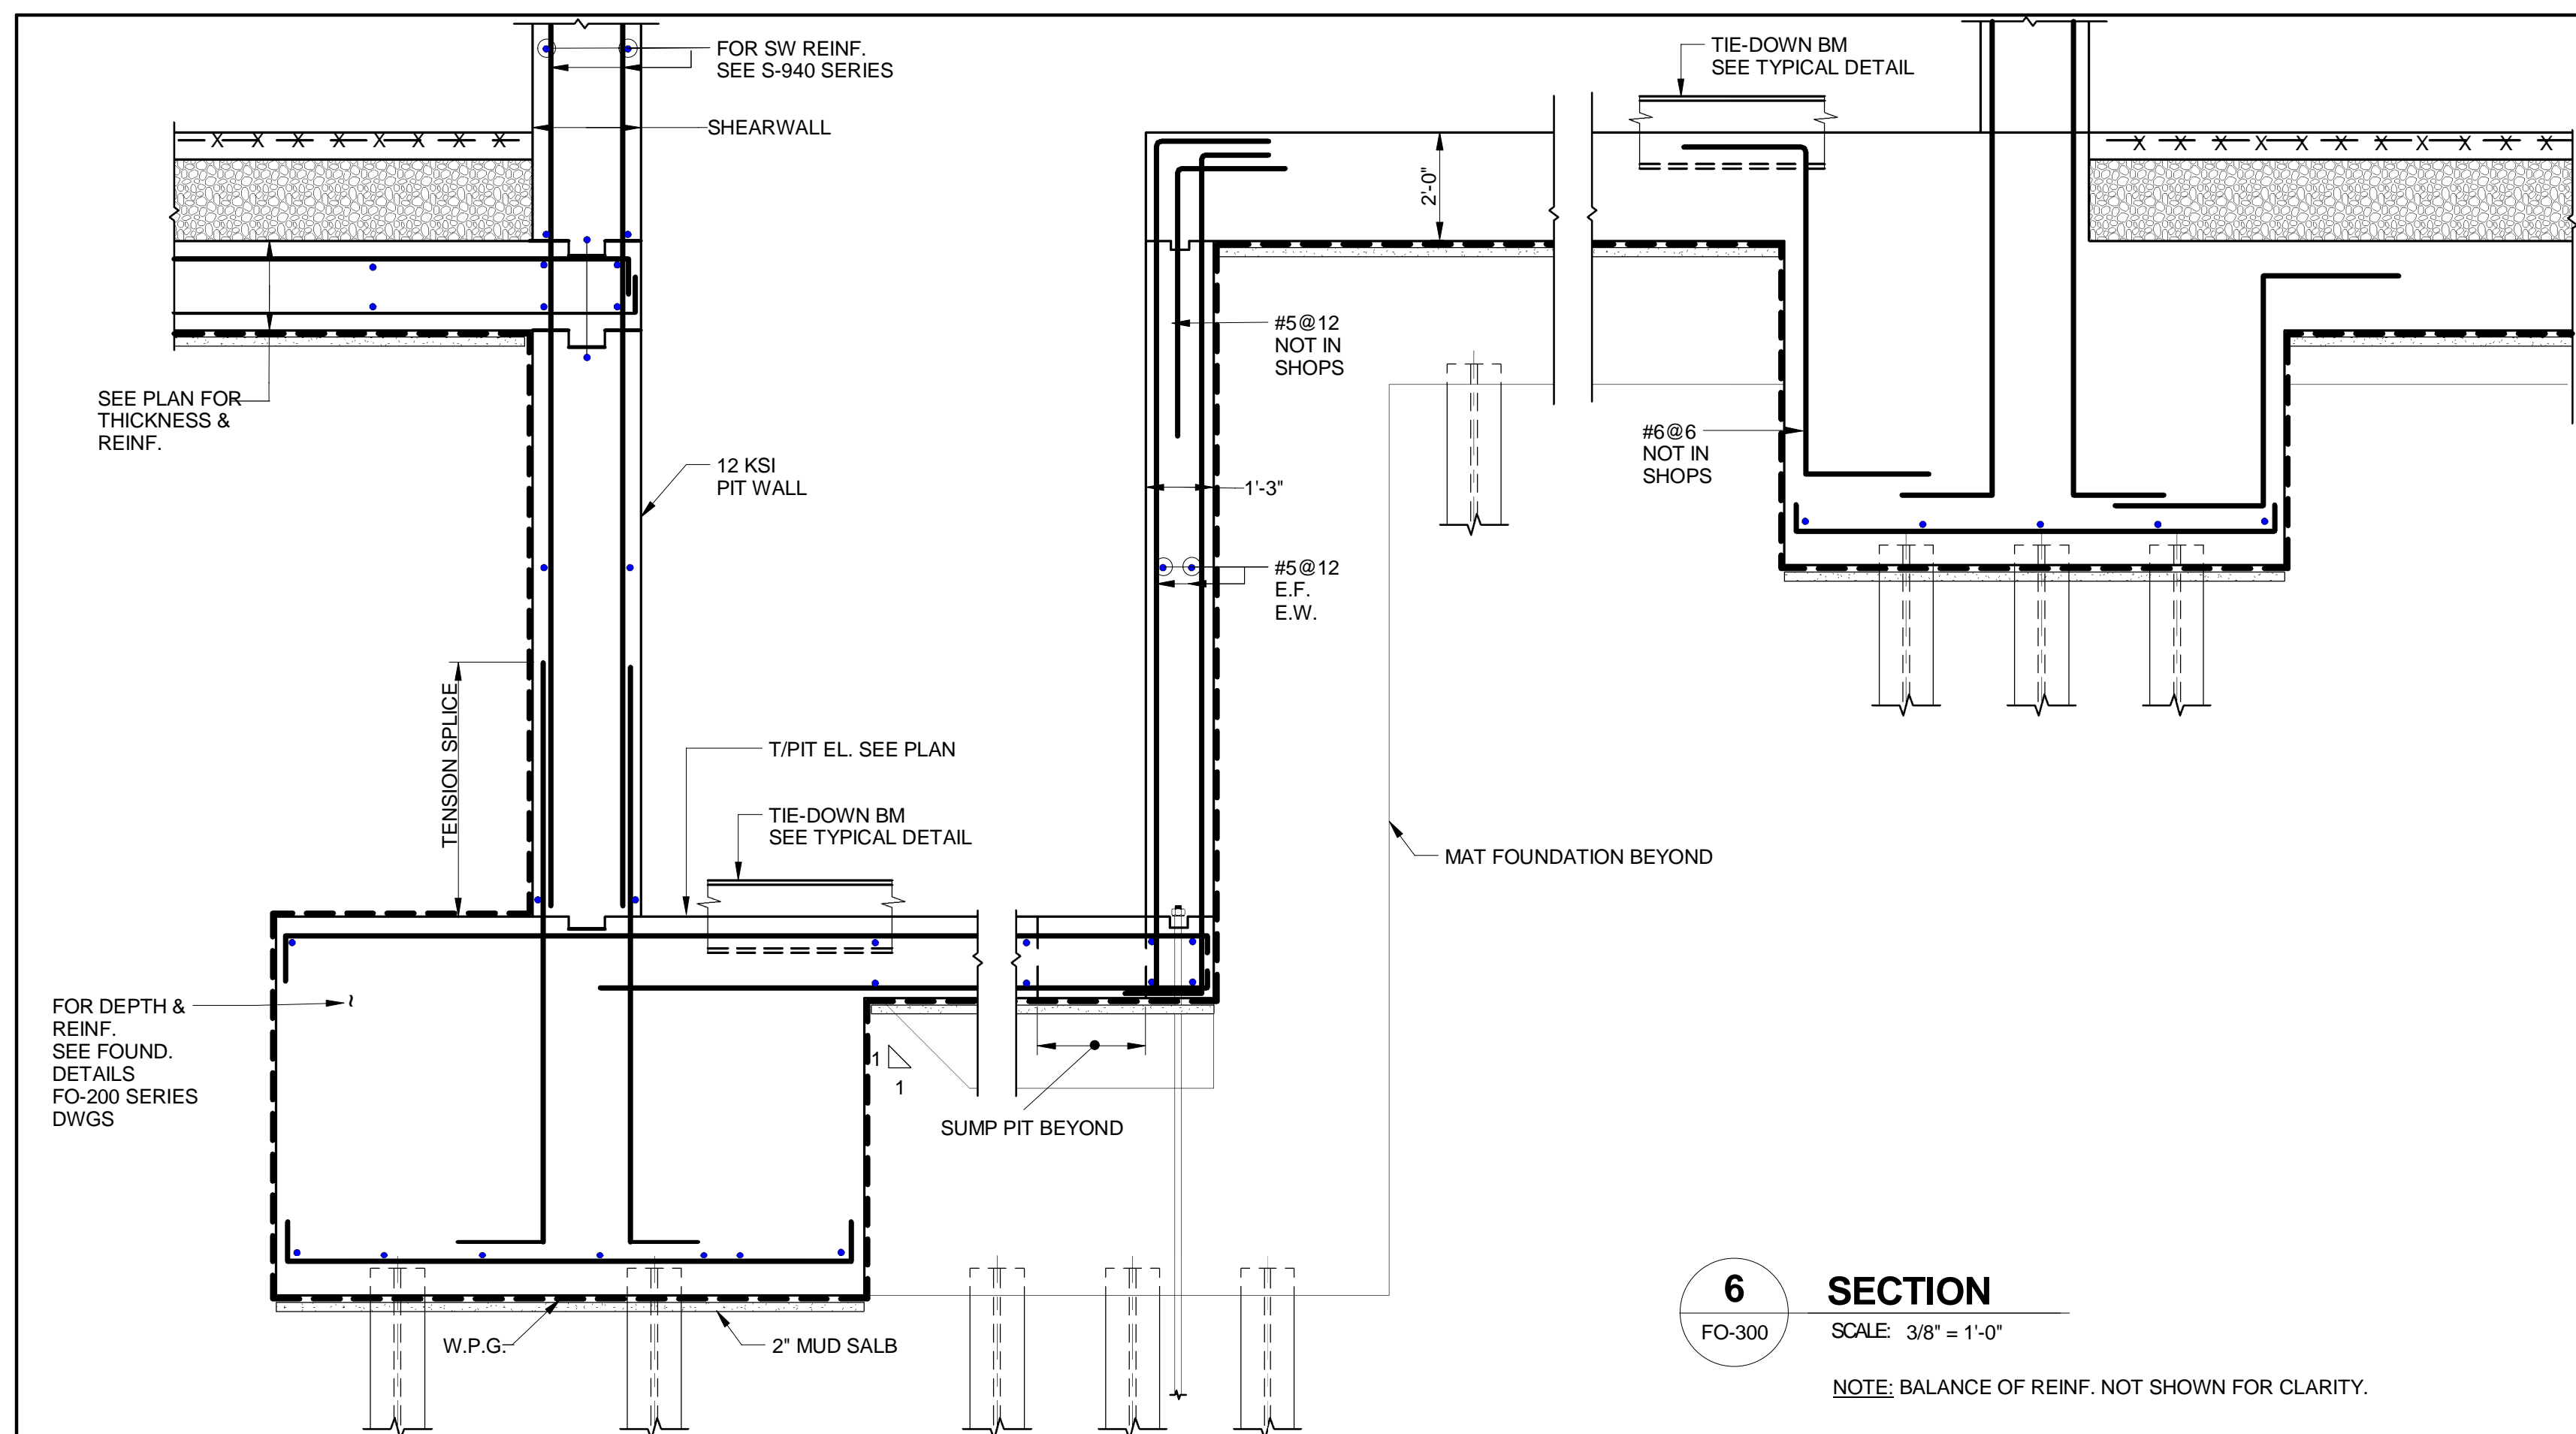 FOR SW REINF.
SEE S-940 SERIES
SHEARWALL
TIE-DOWN BM
SEE TYPICAL DETAIL
2'-0"
#5@12
NOT IN
SHOPS
SEE PLAN FOR
THICKNESS &
REINF.
12 KSI
PIT WALL
1'-3"
#6@6
NOT IN
SHOPS
#5@12
E.F.
E.W.
TENSION SPLICE
T/PIT EL. SEE PLAN
TIE-DOWN BM
SEE TYPICAL DETAIL
MAT FOUNDATION BEYOND
FOR DEPTH &
REINF.
SEE FOUND.
DETAILS
FO-200 SERIES
DWGS
1
1
SUMP PIT BEYOND
W.P.G.
2" MUD SALB
6
FO-300
SECTION
SCALE: 3/8" = 1'-0"
NOTE: BALANCE OF REINF. NOT SHOWN FOR CLARITY.
X X X X X X X X
X X X X X X X X X X X